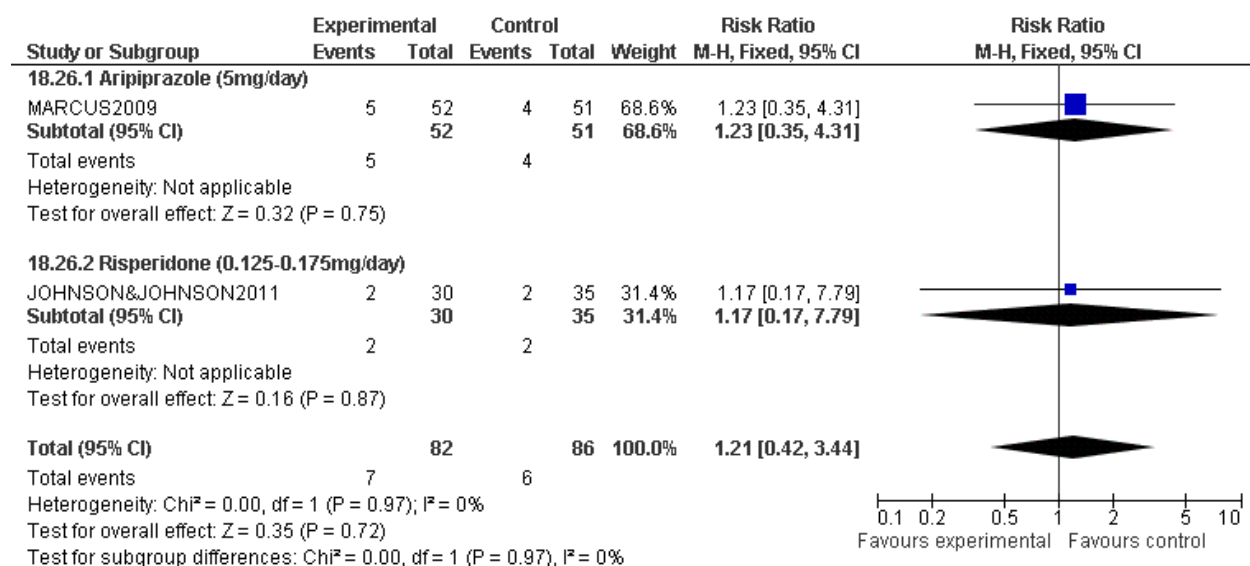 Experimental Control Risk Ratio Risk Ratio
Study or Subgroup Events Total Events Total Weight M-H, Fixed, 95% CI M-H, Fixed, 95% CI
18.26.1 Aripiprazole (5mg/day)
MARCUS2009 5 52 4 51 68.6% 1.23 [0.35, 4.31]
Subtotal (95% CI) 52 51 68.6% 1.23 [0.35, 4.31]
Total events 5 4
Heterogeneity: Not applicable
Test for overall effect: Z = 0.32 (P = 0.75)
18.26.2 Risperidone (0.125-0.175mg/day)
JOHNSON&JOHNSON2011 2 30 2 35 31.4% 1.17 [0.17, 7.79]
Subtotal (95% CI) 30 35 31.4% 1.17 [0.17, 7.79]
Total events 2 2
Heterogeneity: Not applicable
Test for overall effect: Z = 0.16 (P = 0.87)
Total (95% CI) 82 86 100.0% 1.21 [0.42, 3.44]
Total events 7 6
Heterogeneity: Chi² = 0.00, df = 1 (P = 0.97); I² = 0%
Test for overall effect: Z = 0.35 (P = 0.72)
Test for subgroup differences: Chi² = 0.00, df = 1 (P = 0.97), I² = 0%
0.1 0.2 0.5 1 2 5 10
Favours experimental Favours control